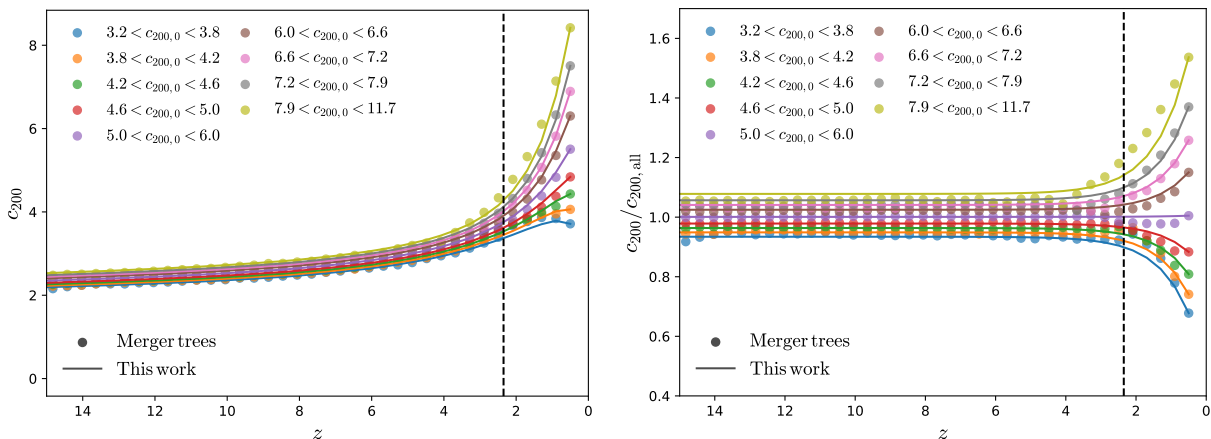 8
6
4
2
0
c₂₀₀
3.2 < c₂₀₀, ₀ < 3.8
3.8 < c₂₀₀, ₀ < 4.2
4.2 < c₂₀₀, ₀ < 4.6
4.6 < c₂₀₀, ₀ < 5.0
5.0 < c₂₀₀, ₀ < 6.0
6.0 < c₂₀₀, ₀ < 6.6
6.6 < c₂₀₀, ₀ < 7.2
7.2 < c₂₀₀, ₀ < 7.9
7.9 < c₂₀₀, ₀ < 11.7
Merger trees
This work
14 12 10 8 6 4 2 0
z
1.6
1.4
1.2
1.0
0.8
0.6
0.4
c₂₀₀/c₂₀₀, all
3.2 < c₂₀₀, ₀ < 3.8
3.8 < c₂₀₀, ₀ < 4.2
4.2 < c₂₀₀, ₀ < 4.6
4.6 < c₂₀₀, ₀ < 5.0
5.0 < c₂₀₀, ₀ < 6.0
6.0 < c₂₀₀, ₀ < 6.6
6.6 < c₂₀₀, ₀ < 7.2
7.2 < c₂₀₀, ₀ < 7.9
7.9 < c₂₀₀, ₀ < 11.7
Merger trees
This work
14 12 10 8 6 4 2 0
z